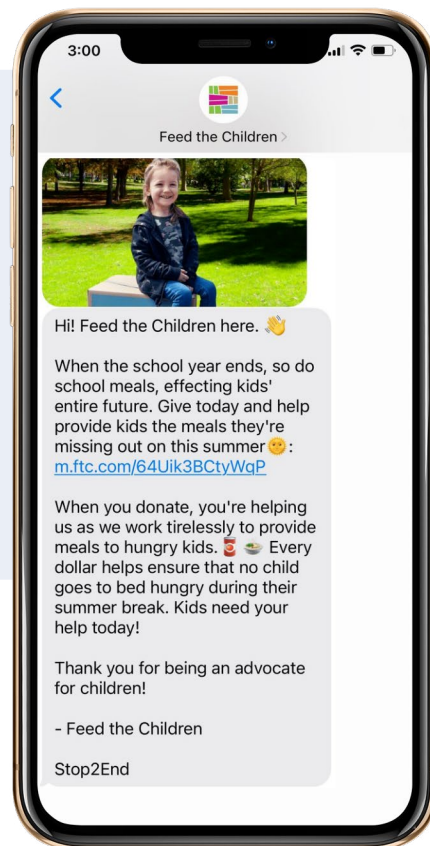 3:00
Feed the Children >
Hi! Feed the Children here. 👋
When the school year ends, so do
school meals, effecting kids'
entire future. Give today and help
provide kids the meals they're
missing out on this summer🌞:
m.ftc.com/64Uik3BCtyWqP
When you donate, you're helping
us as we work tirelessly to provide
meals to hungry kids. 🥫 🍲 Every
dollar helps ensure that no child
goes to bed hungry during their
summer break. Kids need your
help today!
Thank you for being an advocate
for children!
- Feed the Children
Stop2End